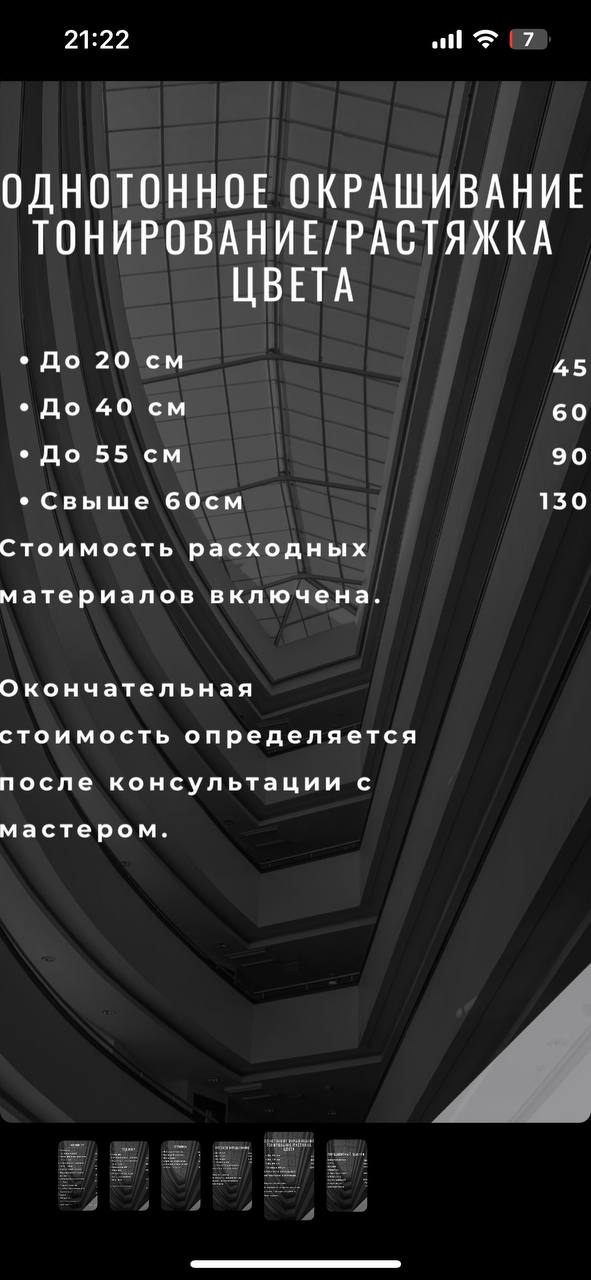 21:22
7
ОДНОТОННОЕ ОКРАШИВАНИЕ
ТОНИРОВАНИЕ/РАСТЯЖКА
ЦВЕТА
• До 20 см 45
• До 40 см 60
• До 55 см 90
• Свыше 60см 130
Стоимость расходных
материалов включена.
Окончательная
стоимость определяется
после консультации с
мастером.